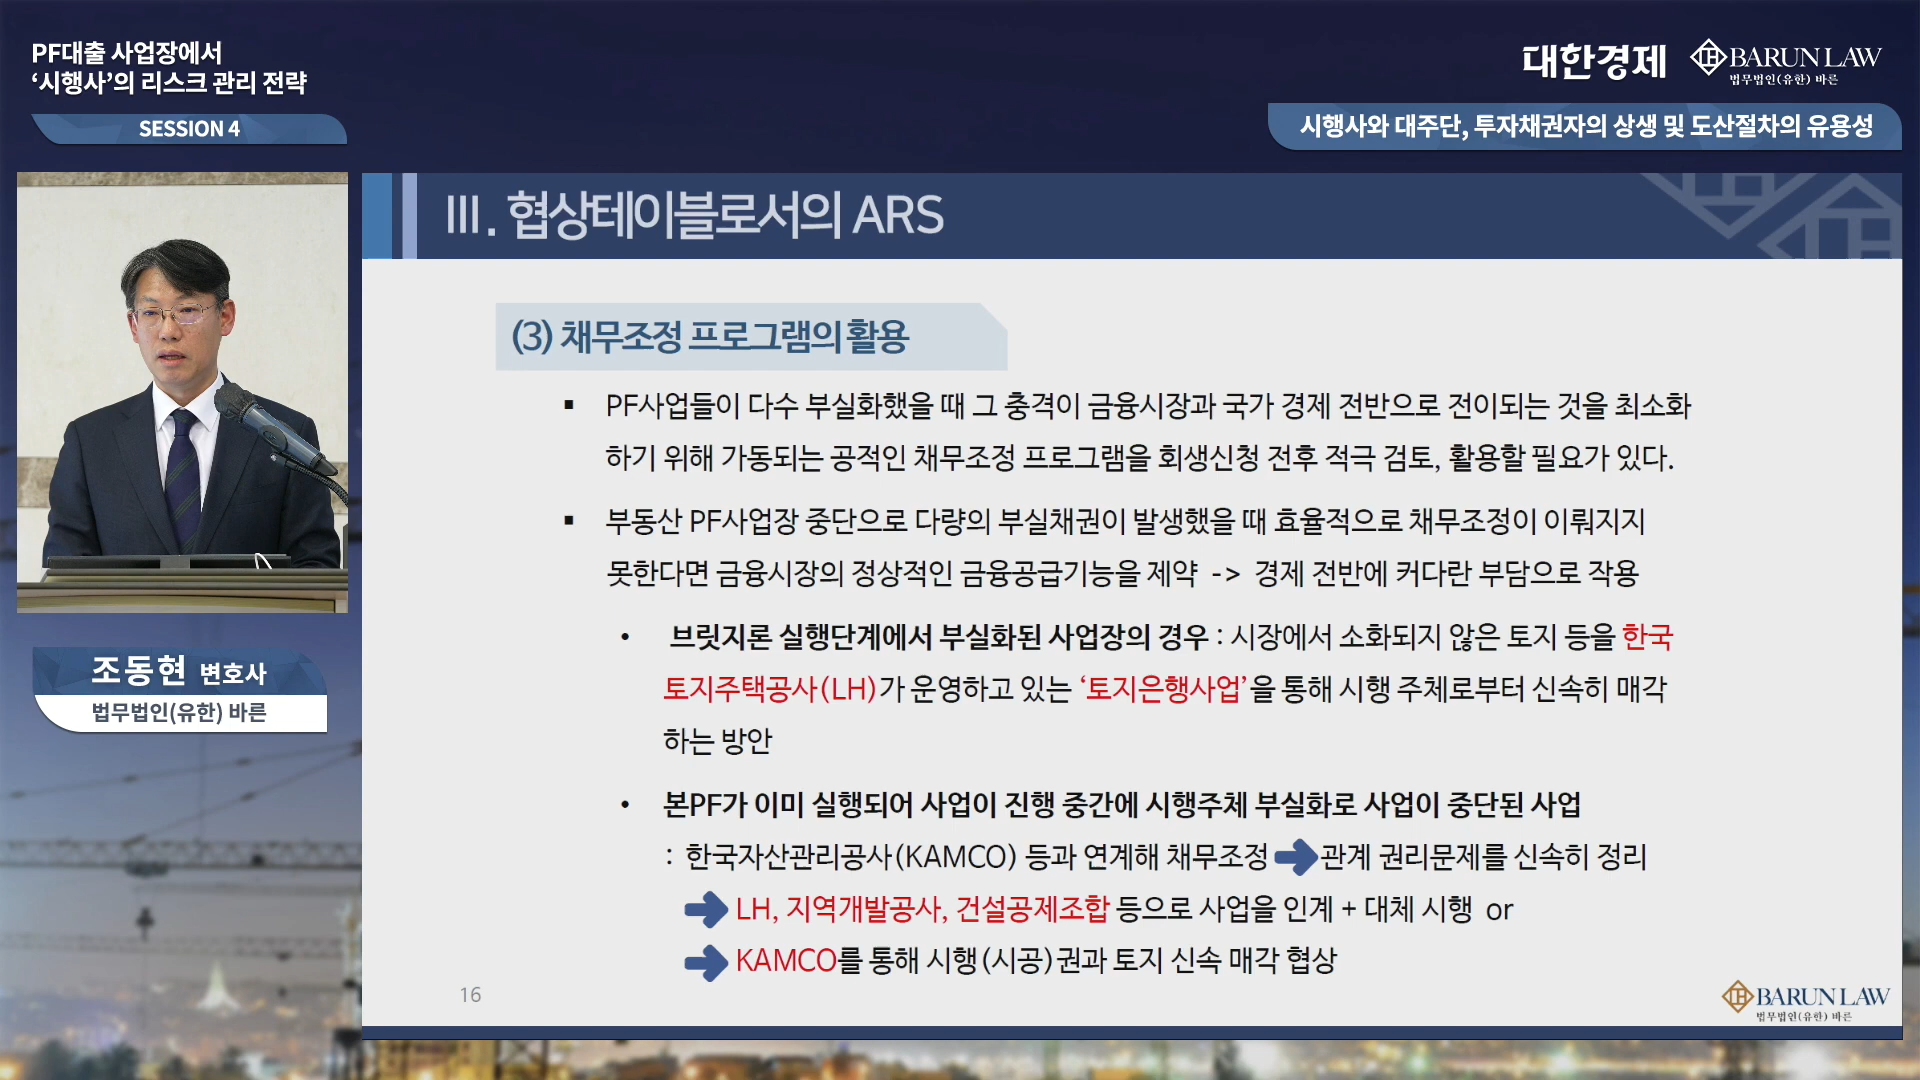 PF대출 사업장에서
‘시행사’의 리스크 관리 전략
SESSION 4
대한경제
BARUN LAW
법무법인(유한) 바른
시행사와 대주단, 투자채권자의 상생 및 도산절차의 유용성
III. 협상테이블로서의 ARS
(3) 채무조정 프로그램의 활용
▪ PF사업들이 다수 부실화했을 때 그 충격이 금융시장과 국가 경제 전반으로 전이되는 것을 최소화
하기 위해 가동되는 공적인 채무조정 프로그램을 회생신청 전후 적극 검토, 활용할 필요가 있다.
▪ 부동산 PF사업장 중단으로 다량의 부실채권이 발생했을 때 효율적으로 채무조정이 이뤄지지
못한다면 금융시장의 정상적인 금융공급기능을 제약 -> 경제 전반에 커다란 부담으로 작용
• 브릿지론 실행단계에서 부실화된 사업장의 경우 : 시장에서 소화되지 않은 토지 등을 한국
토지주택공사(LH)가 운영하고 있는 ‘토지은행사업’을 통해 시행 주체로부터 신속히 매각
하는 방안
• 본PF가 이미 실행되어 사업이 진행 중간에 시행주체 부실화로 사업이 중단된 사업
: 한국자산관리공사(KAMCO) 등과 연계해 채무조정 ➡ 관계 권리문제를 신속히 정리
➡ LH, 지역개발공사, 건설공제조합 등으로 사업을 인계 + 대체 시행 or
➡ KAMCO를 통해 시행(시공)권과 토지 신속 매각 협상
16
BARUN LAW
법무법인(유한) 바른
조동현 변호사
법무법인(유한) 바른